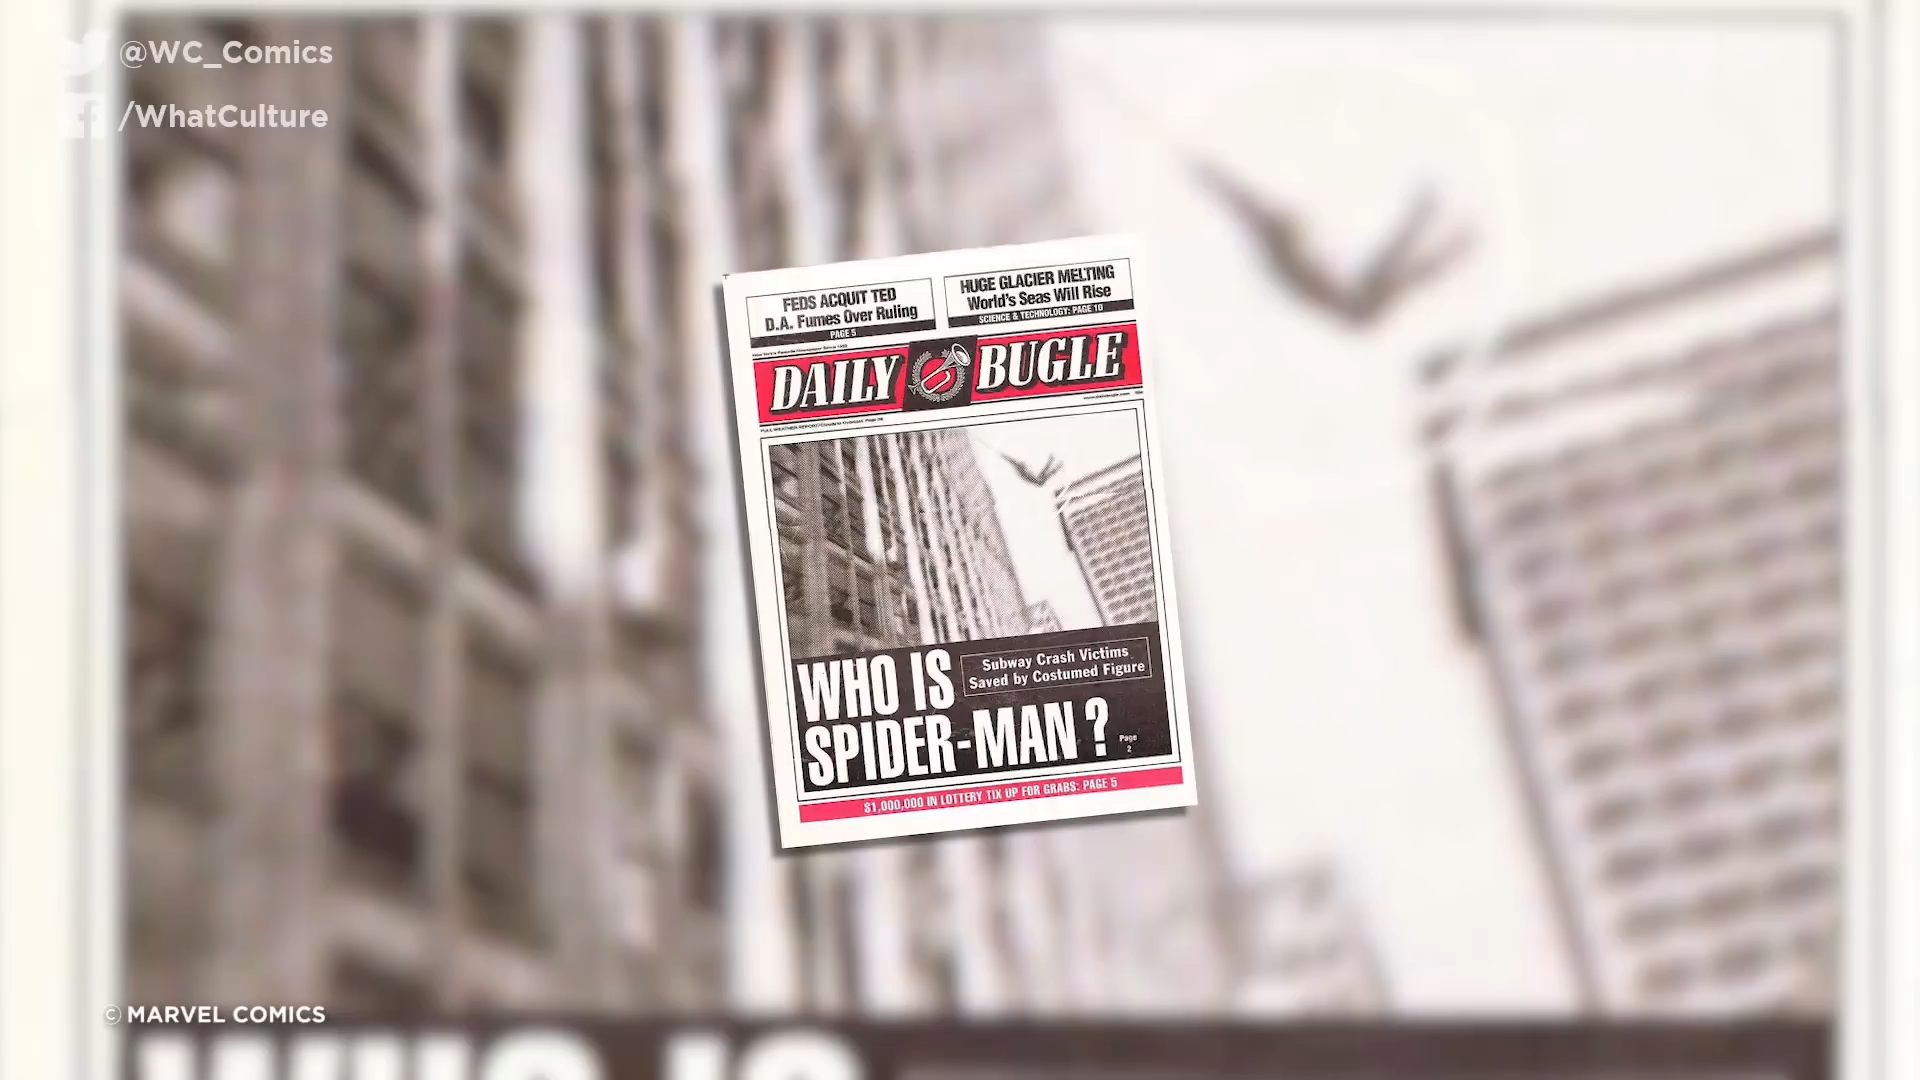 @WC_Comics
/WhatCulture
FEDS ACQUIT TED
D.A. Fumes Over Ruling
PAGE 5
HUGE GLACIER MELTING
World's Seas Will Rise
SCIENCE & TECHNOLOGY: PAGE 10
DAILY BUGLE
WHO IS
Subway Crash Victims
Saved by Costumed Figure
SPIDER-MAN?
Page
2
$1,000,000 IN LOTTERY TIX UP FOR GRABS: PAGE 5
© MARVEL COMICS
WHO IS